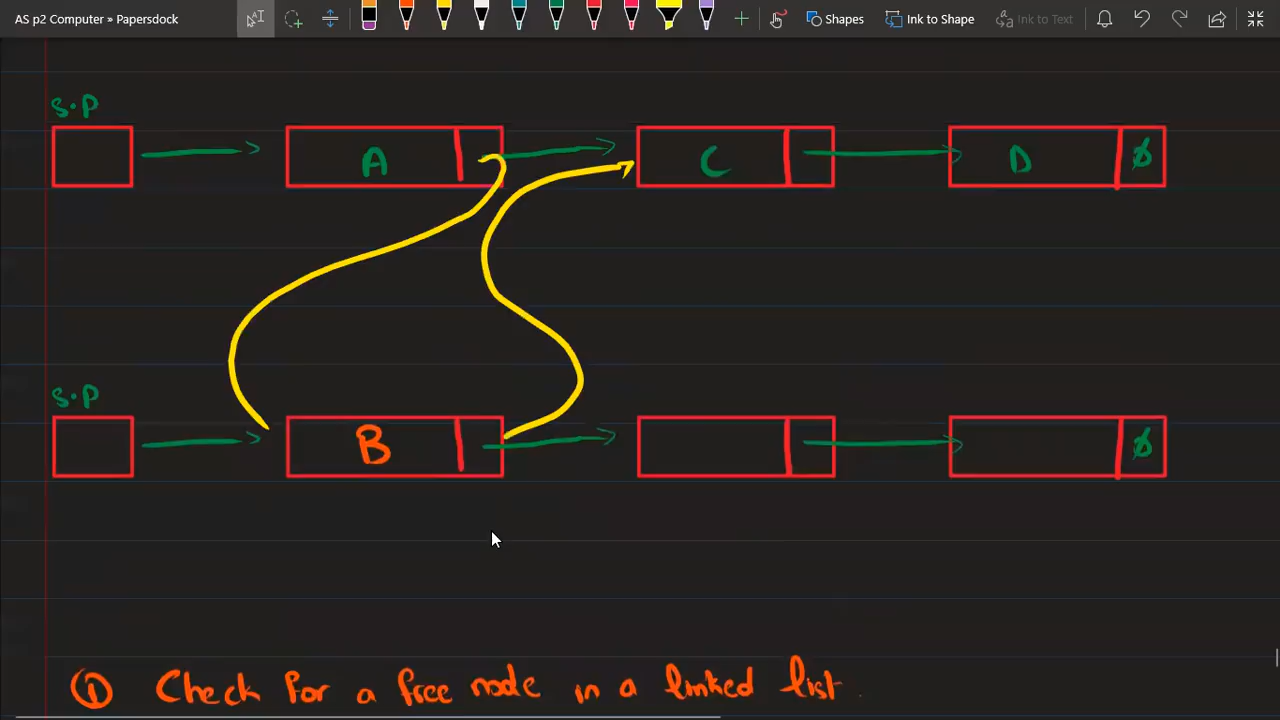 AS p2 Computer » Papersdock
Shapes
Ink to Shape
Ink to Text
S.P
A
C
D
Ø
S.P
B
Ø
① Check for a free node in a linked list.